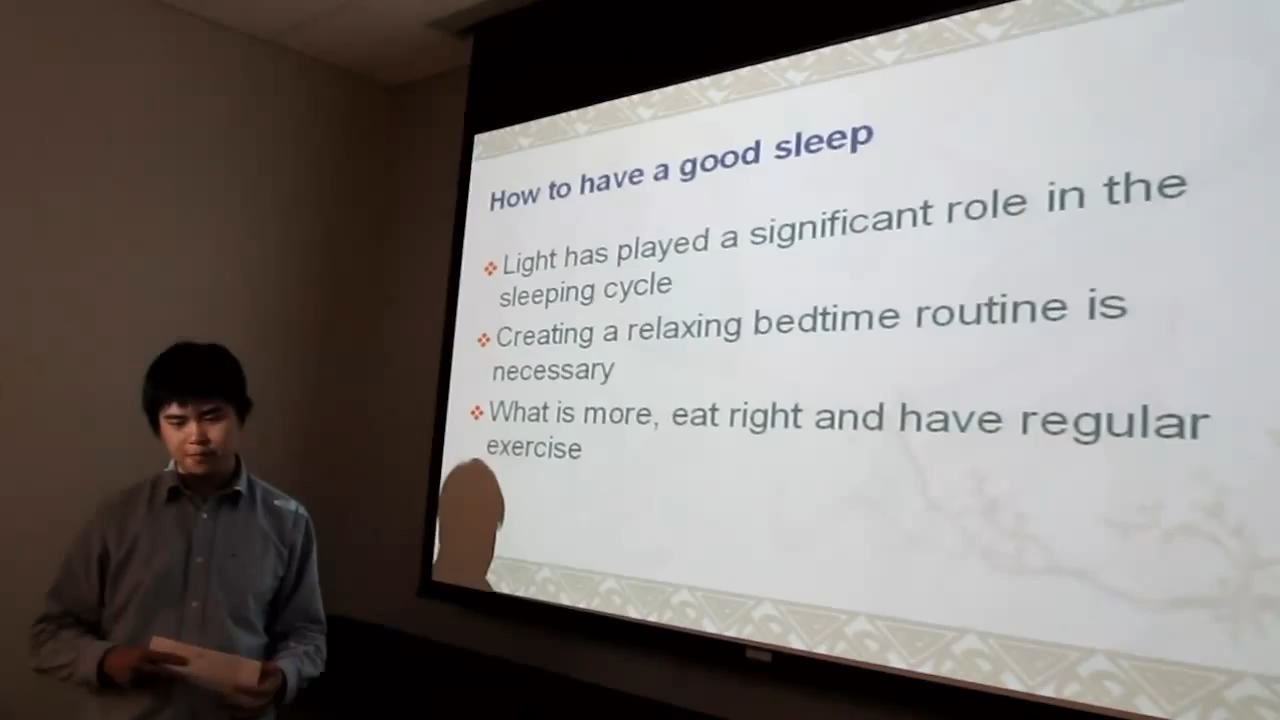 How to have a good sleep
Light has played a significant role in the
sleeping cycle
Creating a relaxing bedtime routine is
necessary
What is more, eat right and have regular
exercise